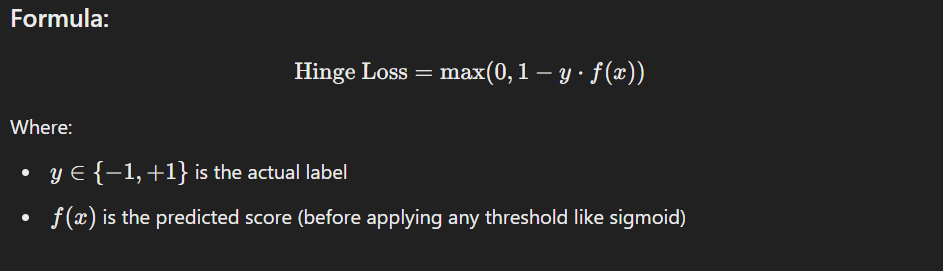 Formula:
Hinge Loss = max(0, 1 − y · f(x))
Where:
• y ∈ {−1, +1} is the actual label
• f(x) is the predicted score (before applying any threshold like sigmoid)